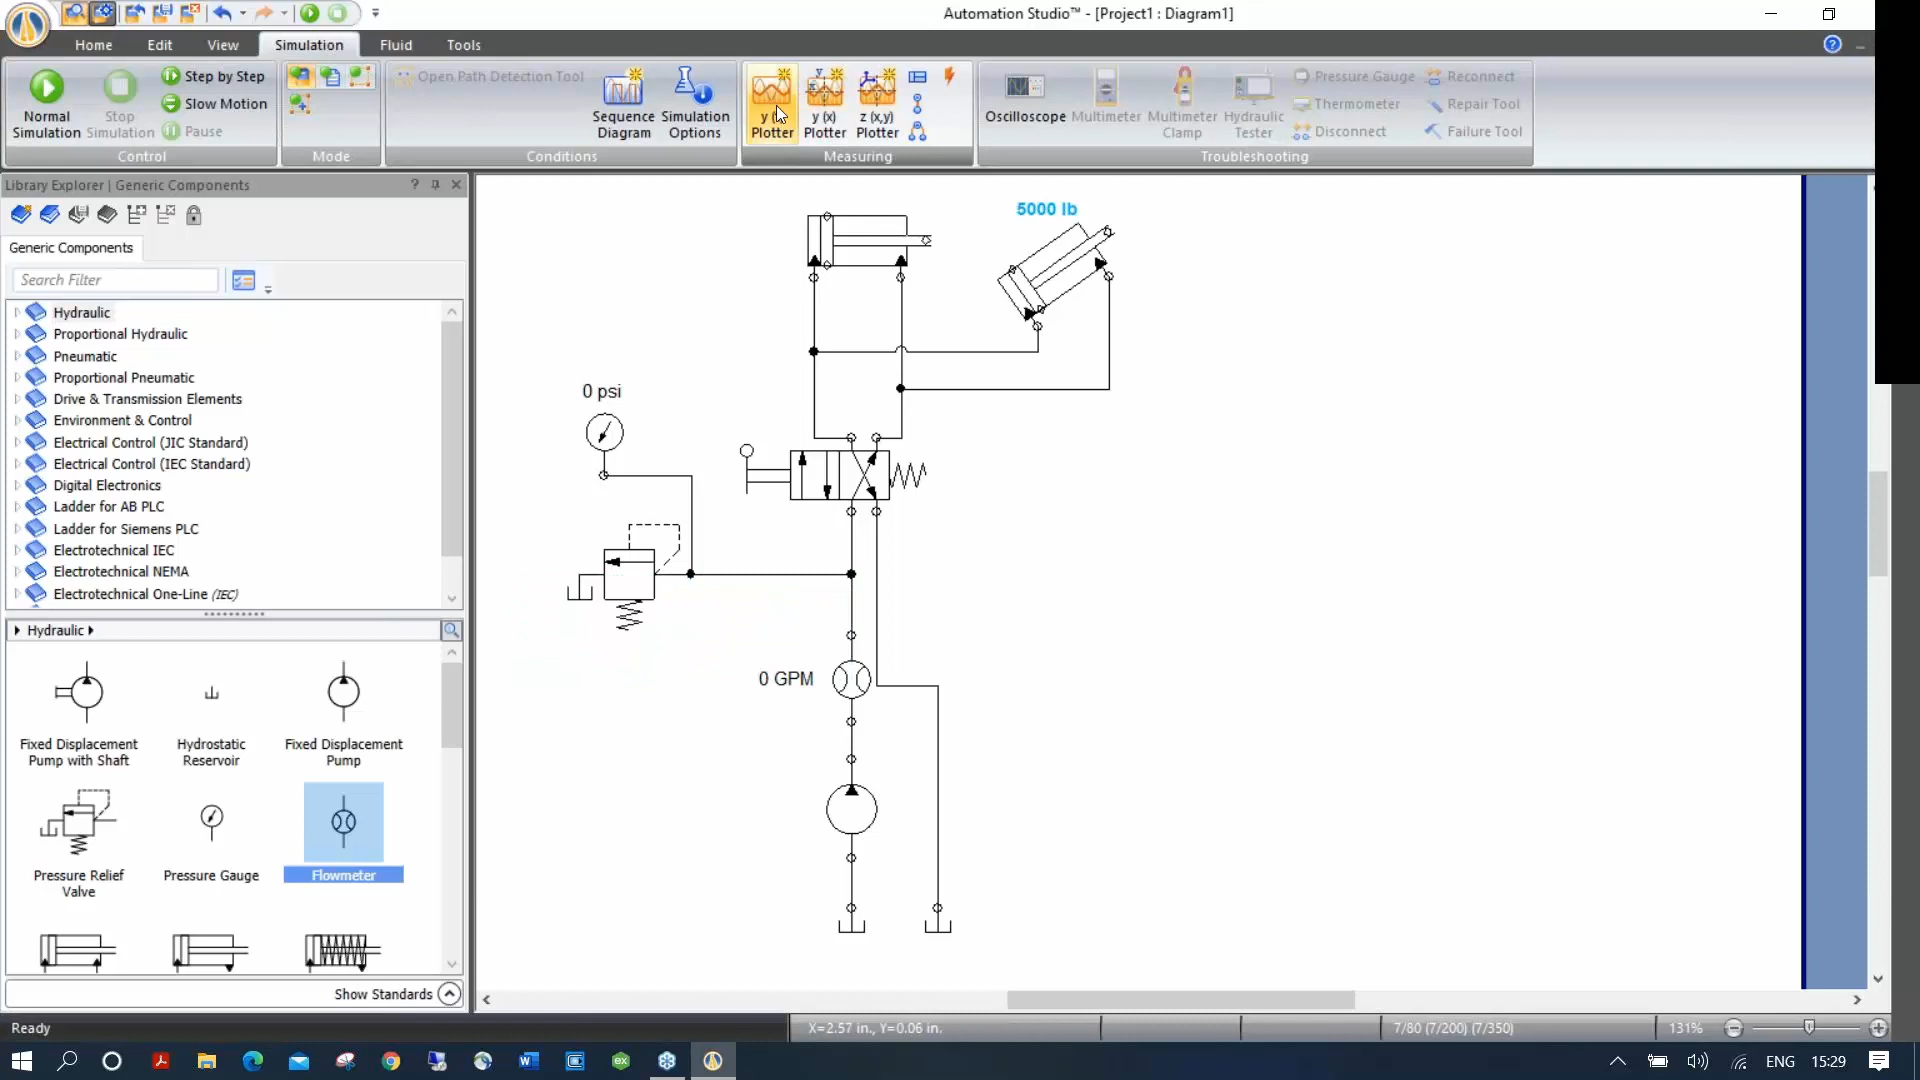 Automation Studio™ - [Project1 : Diagram1]
Home Edit View Simulation Fluid Tools
Normal Simulation
Stop Simulation
Step by Step
Slow Motion
Pause
Control
Mode
Open Path Detection Tool
Sequence Diagram
Simulation Options
Conditions
Plotter
y (x) Plotter
z (x,y) Plotter
Measuring
Oscilloscope
Multimeter
Multimeter Clamp
Hydraulic Tester
Pressure Gauge
Thermometer
Disconnect
Reconnect
Repair Tool
Failure Tool
Troubleshooting
Library Explorer | Generic Components
Generic Components
Search Filter
Hydraulic
Proportional Hydraulic
Pneumatic
Proportional Pneumatic
Drive & Transmission Elements
Environment & Control
Electrical Control (JIC Standard)
Electrical Control (IEC Standard)
Digital Electronics
Ladder for AB PLC
Ladder for Siemens PLC
Electrotechnical IEC
Electrotechnical NEMA
Electrotechnical One-Line (IEC)
Hydraulic
Fixed Displacement Pump with Shaft
Hydrostatic Reservoir
Fixed Displacement Pump
Pressure Relief Valve
Pressure Gauge
Flowmeter
Show Standards
5000 lb
0 psi
0 GPM
Ready
X=2.57 in., Y=0.06 in.
7/80 (7/200) (7/350)
131%
ENG
15:29